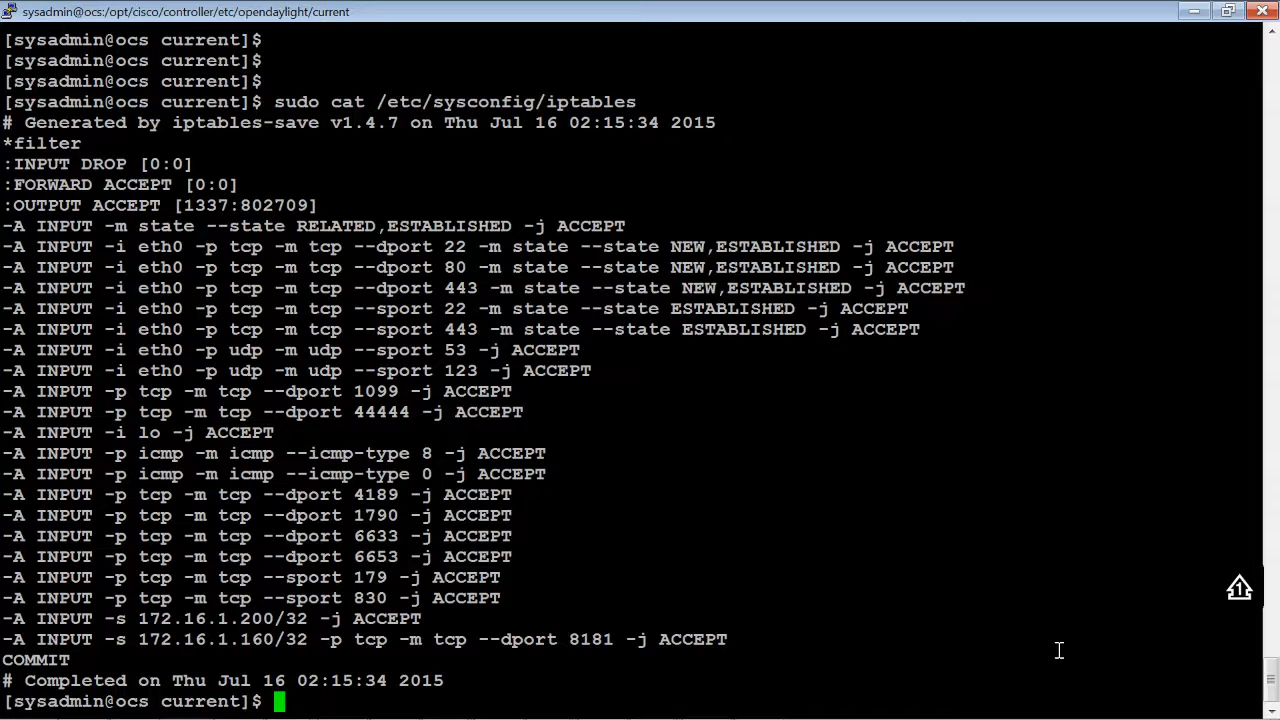 sysadmin@ocs:/opt/cisco/controller/etc/opendaylight/current
[sysadmin@ocs current]$
[sysadmin@ocs current]$
[sysadmin@ocs current]$
[sysadmin@ocs current]$ sudo cat /etc/sysconfig/iptables
# Generated by iptables-save v1.4.7 on Thu Jul 16 02:15:34 2015
*filter
:INPUT DROP [0:0]
:FORWARD ACCEPT [0:0]
:OUTPUT ACCEPT [1337:802709]
-A INPUT -m state --state RELATED,ESTABLISHED -j ACCEPT
-A INPUT -i eth0 -p tcp -m tcp --dport 22 -m state --state NEW,ESTABLISHED -j ACCEPT
-A INPUT -i eth0 -p tcp -m tcp --dport 80 -m state --state NEW,ESTABLISHED -j ACCEPT
-A INPUT -i eth0 -p tcp -m tcp --dport 443 -m state --state NEW,ESTABLISHED -j ACCEPT
-A INPUT -i eth0 -p tcp -m tcp --sport 22 -m state --state ESTABLISHED -j ACCEPT
-A INPUT -i eth0 -p tcp -m tcp --sport 443 -m state --state ESTABLISHED -j ACCEPT
-A INPUT -i eth0 -p udp -m udp --sport 53 -j ACCEPT
-A INPUT -i eth0 -p udp -m udp --sport 123 -j ACCEPT
-A INPUT -p tcp -m tcp --dport 1099 -j ACCEPT
-A INPUT -p tcp -m tcp --dport 44444 -j ACCEPT
-A INPUT -i lo -j ACCEPT
-A INPUT -p icmp -m icmp --icmp-type 8 -j ACCEPT
-A INPUT -p icmp -m icmp --icmp-type 0 -j ACCEPT
-A INPUT -p tcp -m tcp --dport 4189 -j ACCEPT
-A INPUT -p tcp -m tcp --dport 1790 -j ACCEPT
-A INPUT -p tcp -m tcp --dport 6633 -j ACCEPT
-A INPUT -p tcp -m tcp --dport 6653 -j ACCEPT
-A INPUT -p tcp -m tcp --sport 179 -j ACCEPT
-A INPUT -p tcp -m tcp --sport 830 -j ACCEPT
-A INPUT -s 172.16.1.200/32 -j ACCEPT
-A INPUT -s 172.16.1.160/32 -p tcp -m tcp --dport 8181 -j ACCEPT
COMMIT
# Completed on Thu Jul 16 02:15:34 2015
[sysadmin@ocs current]$
1